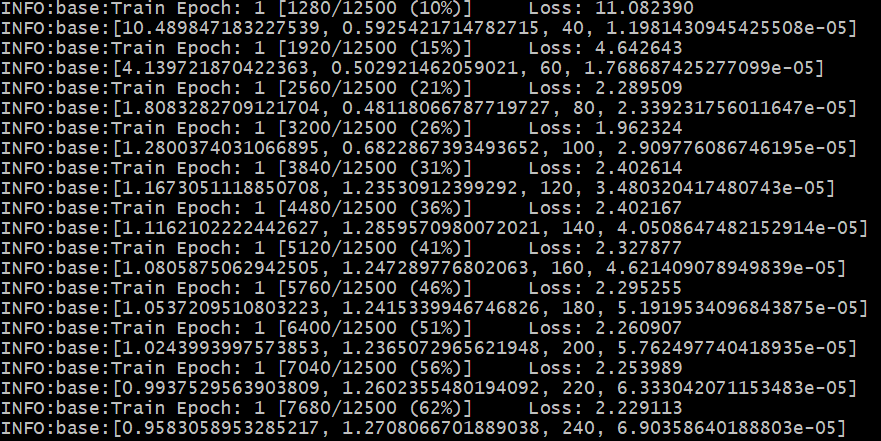 INFO:base:Train Epoch: 1 [1280/12500 (10%)] Loss: 11.082390
INFO:base:[10.489847183227539, 0.5925421714782715, 40, 1.1981430945425508e-05]
INFO:base:Train Epoch: 1 [1920/12500 (15%)] Loss: 4.642643
INFO:base:[4.139721870422363, 0.502921462059021, 60, 1.768687425277099e-05]
INFO:base:Train Epoch: 1 [2560/12500 (21%)] Loss: 2.289509
INFO:base:[1.8083282709121704, 0.48118066787719727, 80, 2.339231756011647e-05]
INFO:base:Train Epoch: 1 [3200/12500 (26%)] Loss: 1.962324
INFO:base:[1.2800374031066895, 0.6822867393493652, 100, 2.909776086746195e-05]
INFO:base:Train Epoch: 1 [3840/12500 (31%)] Loss: 2.402614
INFO:base:[1.1673051118850708, 1.23530912399292, 120, 3.480320417480743e-05]
INFO:base:Train Epoch: 1 [4480/12500 (36%)] Loss: 2.402167
INFO:base:[1.1162102222442627, 1.2859570980072021, 140, 4.0508647482152914e-05]
INFO:base:Train Epoch: 1 [5120/12500 (41%)] Loss: 2.327877
INFO:base:[1.0805875062942505, 1.247289776802063, 160, 4.621409078949839e-05]
INFO:base:Train Epoch: 1 [5760/12500 (46%)] Loss: 2.295255
INFO:base:[1.0537209510803223, 1.2415339946746826, 180, 5.1919534096843875e-05]
INFO:base:Train Epoch: 1 [6400/12500 (51%)] Loss: 2.260907
INFO:base:[1.0243993997573853, 1.2365072965621948, 200, 5.762497740418935e-05]
INFO:base:Train Epoch: 1 [7040/12500 (56%)] Loss: 2.253989
INFO:base:[0.9937529563903809, 1.2602355480194092, 220, 6.333042071153483e-05]
INFO:base:Train Epoch: 1 [7680/12500 (62%)] Loss: 2.229113
INFO:base:[0.9583058953285217, 1.2708066701889038, 240, 6.90358640188803e-05]